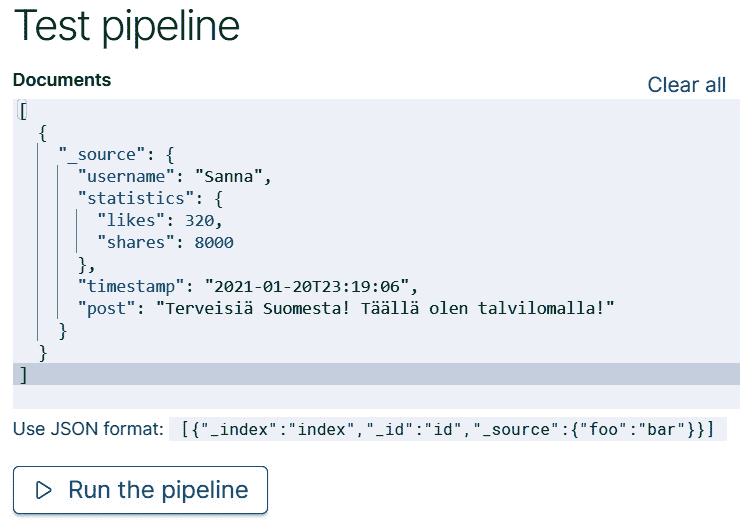 Test pipeline
Documents
Clear all
[
{
"_source": {
"username": "Sanna",
"statistics": {
"likes": 320,
"shares": 8000
},
"timestamp": "2021-01-20T23:19:06",
"post": "Terveisiä Suomesta! Täällä olen talvilomalla!"
}
}
]
Use JSON format: [{"_index":"index","_id":"id","_source":{"foo":"bar"}}]
Run the pipeline